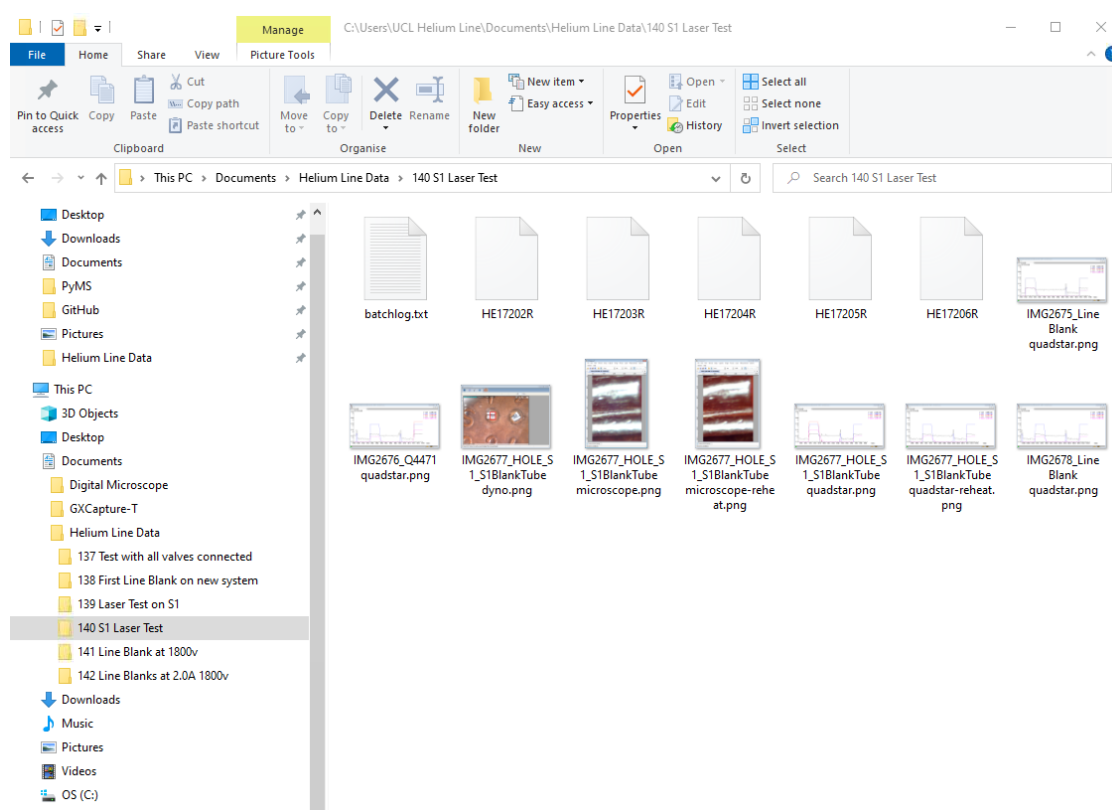 Manage
C:\Users\UCL Helium Line\Documents\Helium Line Data\140 S1 Laser Test
File
Home
Share
View
Picture Tools
Pin to Quick
access
Copy
Paste
Cut
Copy path
Paste shortcut
Clipboard
Move
to
Copy
to
Delete
Rename
Organise
New
folder
New item
Easy access
New
Properties
Open
Edit
History
Open
Select all
Select none
Invert selection
Select
This PC > Documents > Helium Line Data > 140 S1 Laser Test
Search 140 S1 Laser Test
Desktop
Downloads
Documents
PyMS
GitHub
Pictures
Helium Line Data
This PC
3D Objects
Desktop
Documents
Digital Microscope
GXCapture-T
Helium Line Data
137 Test with all valves connected
138 First Line Blank on new system
139 Laser Test on S1
140 S1 Laser Test
141 Line Blank at 1800v
142 Line Blanks at 2.0A 1800v
Downloads
Music
Pictures
Videos
OS (C:)
batchlog.txt
HE17202R
HE17203R
HE17204R
HE17205R
HE17206R
IMG2675_Line
Blank
quadstar.png
IMG2676_Q4471
quadstar.png
IMG2677_HOLE_S
1_S1BlankTube
dyno.png
IMG2677_HOLE_S
1_S1BlankTube
microscope.png
IMG2677_HOLE_S
1_S1BlankTube
microscope-rehe
at.png
IMG2677_HOLE_S
1_S1BlankTube
quadstar.png
IMG2677_HOLE_S
1_S1BlankTube
quadstar-reheat.
png
IMG2678_Line
Blank
quadstar.png